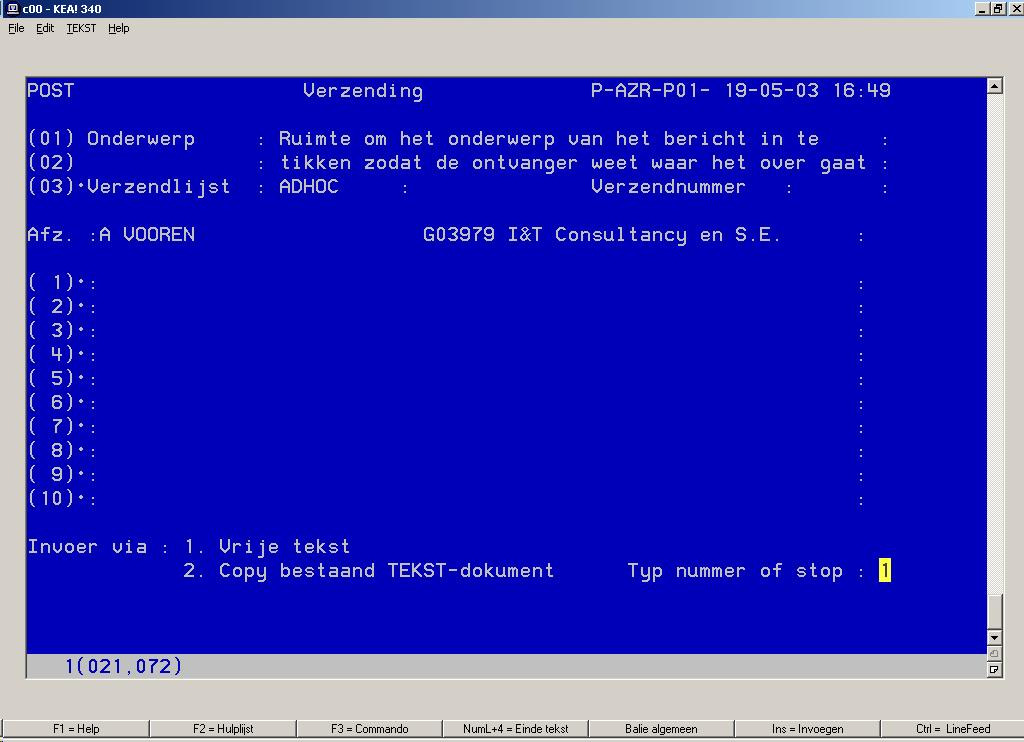 c00 - KEA! 340
File Edit TEKST Help
POST Verzending P-AZR-P01- 19-05-03 16:49
(01) Onderwerp : Ruimte om het onderwerp van het bericht in te :
(02) : tikken zodat de ontvanger weet waar het over gaat :
(03)·Verzendlijst : ADHOC : Verzendnummer : :
Afz. :A VOOREN G03979 I&T Consultancy en S.E. :
( 1)·: :
( 2)·: :
( 3)·: :
( 4)·: :
( 5)·: :
( 6)·: :
( 7)·: :
( 8)·: :
( 9)·: :
(10)·: :
Invoer via : 1. Vrije tekst
2. Copy bestaand TEKST-dokument Typ nummer of stop : 1
1(021,072)
F1 = Help F2 = Hulplijst F3 = Commando NumL+4 = Einde tekst Balie algemeen Ins = Invoegen Ctrl = LineFeed